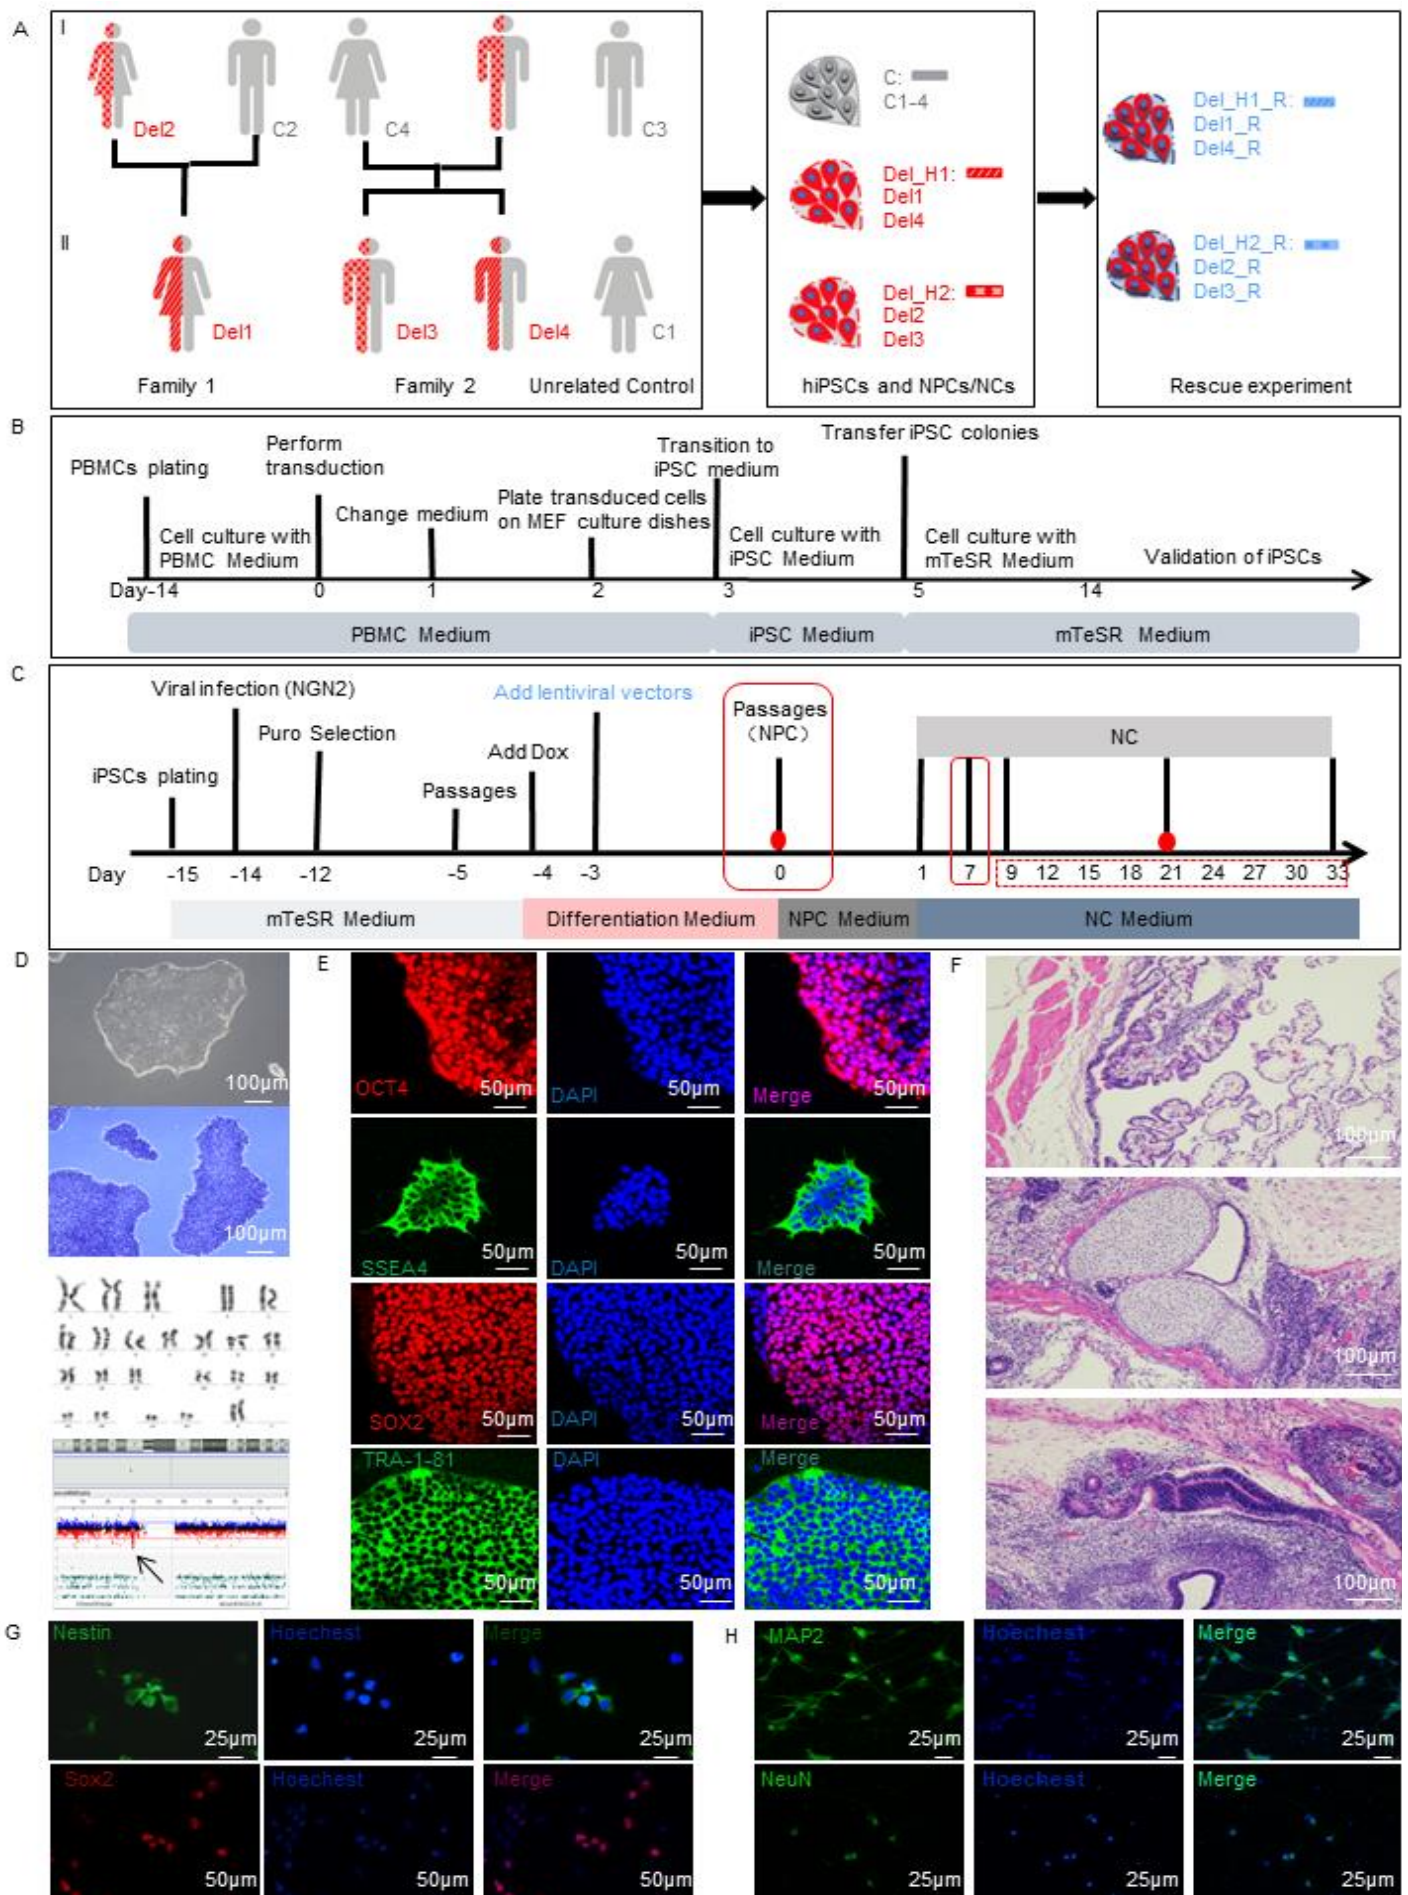 A
I
Del2
C2
C4
C3
II
Del1
Del3
Del4
C1
Family 1
Family 2
Unrelated Control
C:
C1-4
Del_H1:
Del1
Del4
Del_H2:
Del2
Del3
hiPSCs and NPCs/NCs
Del_H1_R:
Del1_R
Del4_R
Del_H2_R:
Del2_R
Del3_R
Rescue experiment
B
PBMCs plating
Perform
transduction
Transition to
iPSC medium
Transfer iPSC colonies
Cell culture with
PBMC Medium
Change medium
Plate transduced cells
on MEF culture dishes
Cell culture with
iPSC Medium
Cell culture with
mTeSR Medium
Validation of iPSCs
Day-14 0 1 2 3 5 14
PBMC Medium
iPSC Medium
mTeSR Medium
C
Viral infection (NGN2)
Add lentiviral vectors
Passages
(NPC)
NC
Puro Selection
Add Dox
iPSCs plating
Passages
Day -15 -14 -12 -5 -4 -3 0 1 7 9 12 15 18 21 24 27 30 33
mTeSR Medium
Differentiation Medium
NPC Medium
NC Medium
D
100μm
100μm
E
OCT4
50μm
DAPI
50μm
Merge
50μm
SSEA4
50μm
DAPI
50μm
Merge
50μm
SOX2
50μm
DAPI
50μm
Merge
50μm
TRA-1-81
50μm
DAPI
50μm
Merge
50μm
F
100μm
100μm
100μm
G
Nestin
25μm
Hoechest
25μm
Merge
25μm
Sox2
50μm
Hoechest
50μm
Merge
50μm
H
MAP2
25μm
Hoechest
25μm
Merge
25μm
NeuN
25μm
Hoechest
25μm
Merge
25μm